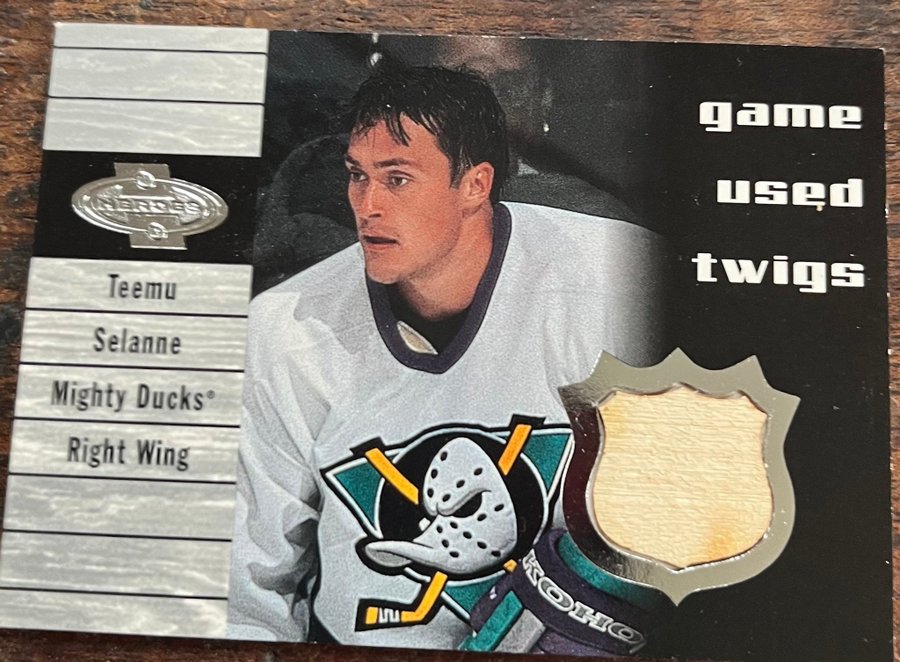 HEROES
Teemu
Selanne
Mighty Ducks®
Right Wing
game
used
twigs
KOHO